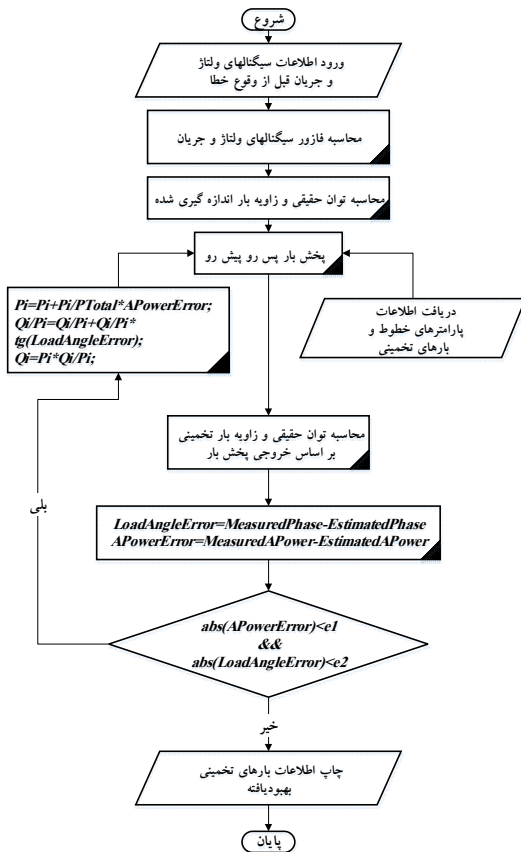 شروع
ورود اطلاعات سیگنالهای ولتاژ
و جریان قبل از وقوع خطا
محاسبه فازور سیگنالهای ولتاژ و جریان
محاسبه توان حقیقی و زاویه بار اندازه گیری شده
پخش بار پس رو پیش رو
Pi=Pi+Pi/PTotal*APowerError;
Qi/Pi=Qi/Pi+Qi/Pi*
tg(LoadAngleError);
Qi=Pi*Qi/Pi;
دریافت اطلاعات
پارامترهای خطوط و
بارهای تخمینی
محاسبه توان حقیقی و زاویه بار تخمینی
بر اساس خروجی پخش بار
بلی
LoadAngleError=MeasuredPhase-EstimatedPhase
APowerError=MeasuredAPower-EstimatedAPower
abs(APowerError)<e1
&&
abs(LoadAngleError)<e2
خیر
چاپ اطلاعات بارهای تخمینی
بهبودیافته
پایان